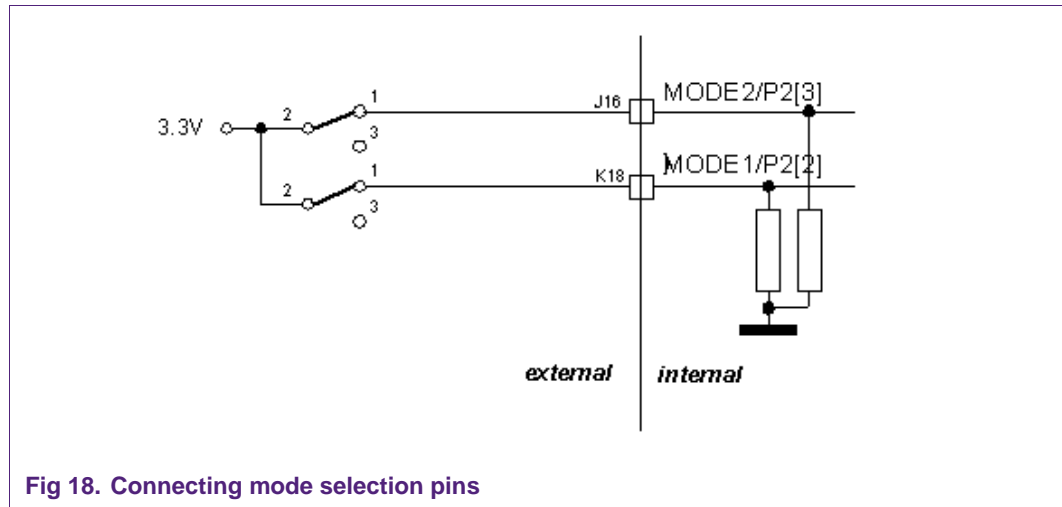 MODE2/P2[3]
J16
1
2
3.3V
3
MODE1/P2[2]
K18
1
2
3
external
internal
Fig 18. Connecting mode selection pins